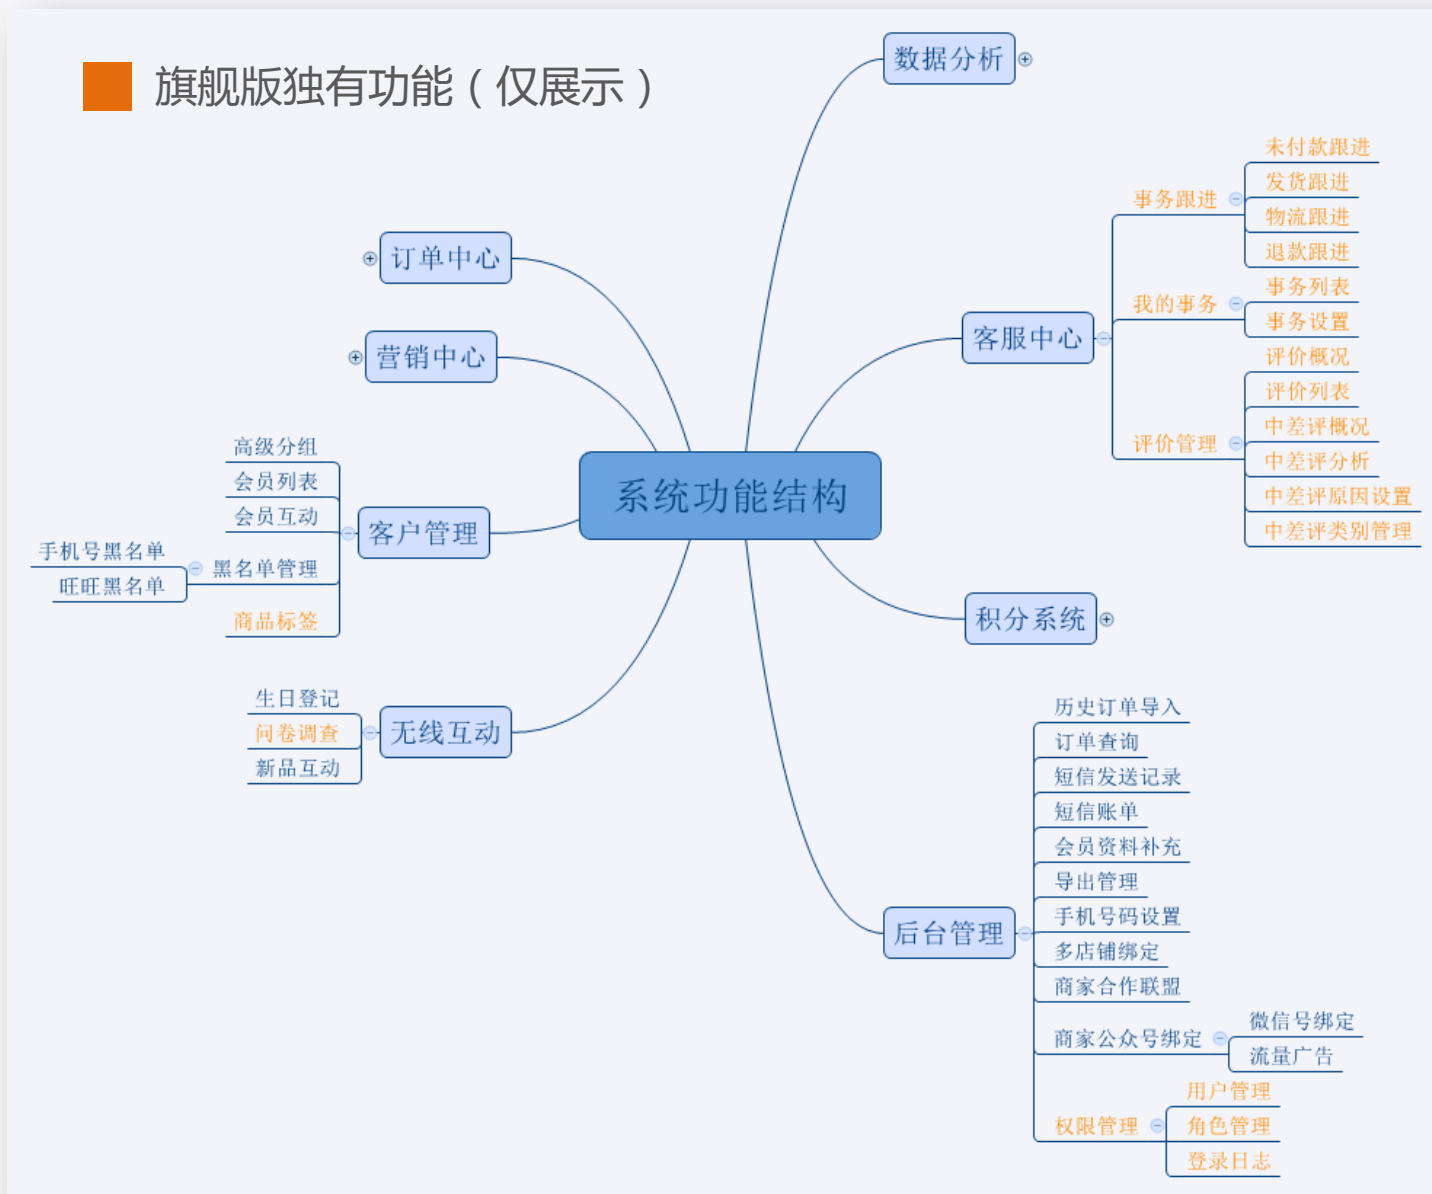 旗舰版独有功能（仅展示）
系统功能结构
数据分析
客服中心
事务跟进
未付款跟进
发货跟进
物流跟进
退款跟进
我的事务
事务列表
事务设置
评价管理
评价概况
评价列表
中差评概况
中差评分析
中差评原因设置
中差评类别管理
积分系统
后台管理
历史订单导入
订单查询
短信发送记录
短信账单
会员资料补充
导出管理
手机号码设置
多店铺绑定
商家合作联盟
商家公众号绑定
微信号绑定
流量广告
权限管理
用户管理
角色管理
登录日志
订单中心
营销中心
客户管理
高级分组
会员列表
会员互动
黑名单管理
手机号黑名单
旺旺黑名单
商品标签
无线互动
生日登记
问卷调查
新品互动